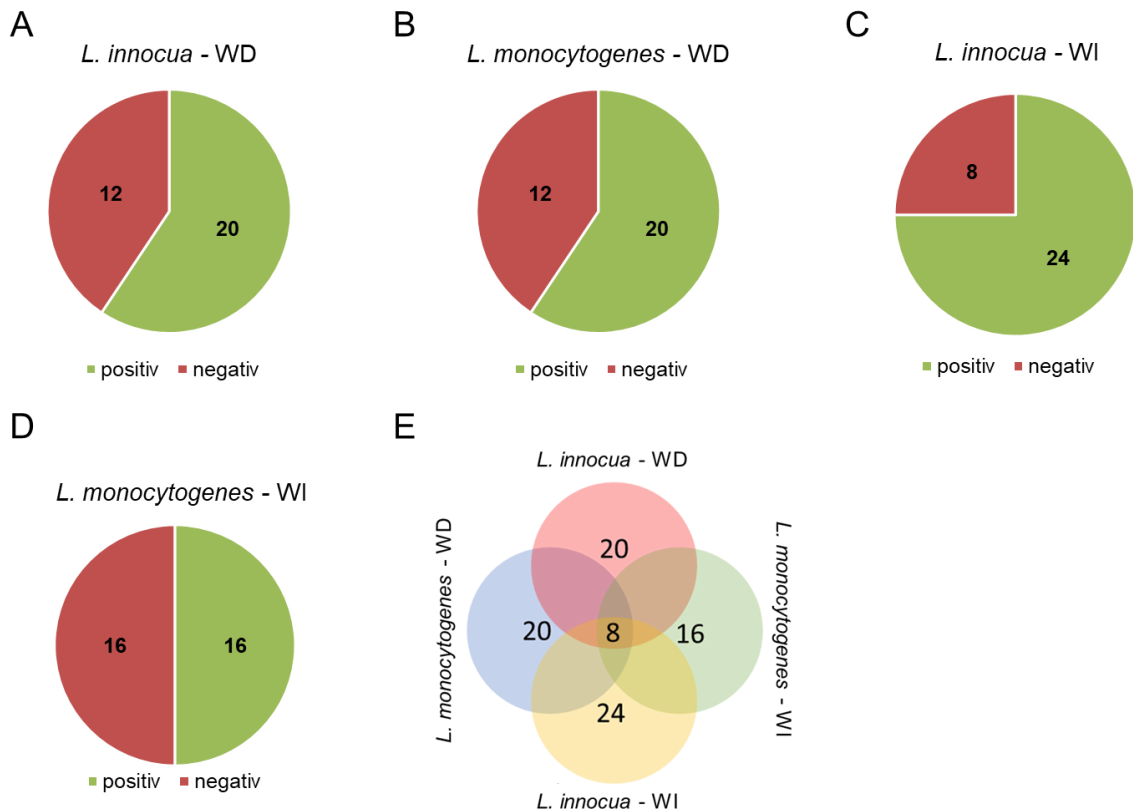 A
L. innocua - WD
12
20
positiv negativ
B
L. monocytogenes - WD
12
20
positiv negativ
C
L. innocua - WI
8
24
positiv negativ
D
L. monocytogenes - WI
16
16
positiv negativ
E
L. innocua - WD
L. monocytogenes - WD
L. monocytogenes - WI
20
20
8
16
24
L. innocua - WI